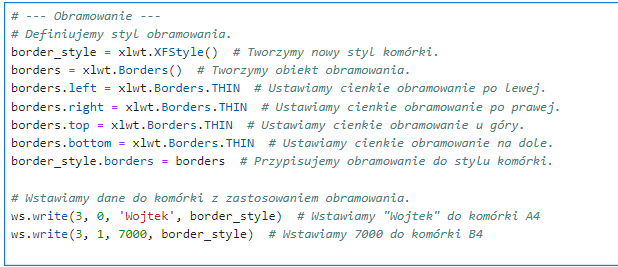 # --- Obramowanie ---
# Definiujemy styl obramowania.
border_style = xlwt.XFStyle()  # Tworzymy nowy styl komórki.
borders = xlwt.Borders()  # Tworzymy obiekt obramowania.
borders.left = xlwt.Borders.THIN  # Ustawiamy cienkie obramowanie po lewej.
borders.right = xlwt.Borders.THIN  # Ustawiamy cienkie obramowanie po prawej.
borders.top = xlwt.Borders.THIN  # Ustawiamy cienkie obramowanie u góry.
borders.bottom = xlwt.Borders.THIN  # Ustawiamy cienkie obramowanie na dole.
border_style.borders = borders  # Przypisujemy obramowanie do stylu komórki.

# Wstawiamy dane do komórki z zastosowaniem obramowania.
ws.write(3, 0, 'Wojtek', border_style)  # Wstawiamy "Wojtek" do komórki A4
ws.write(3, 1, 7000, border_style)  # Wstawiamy 7000 do komórki B4